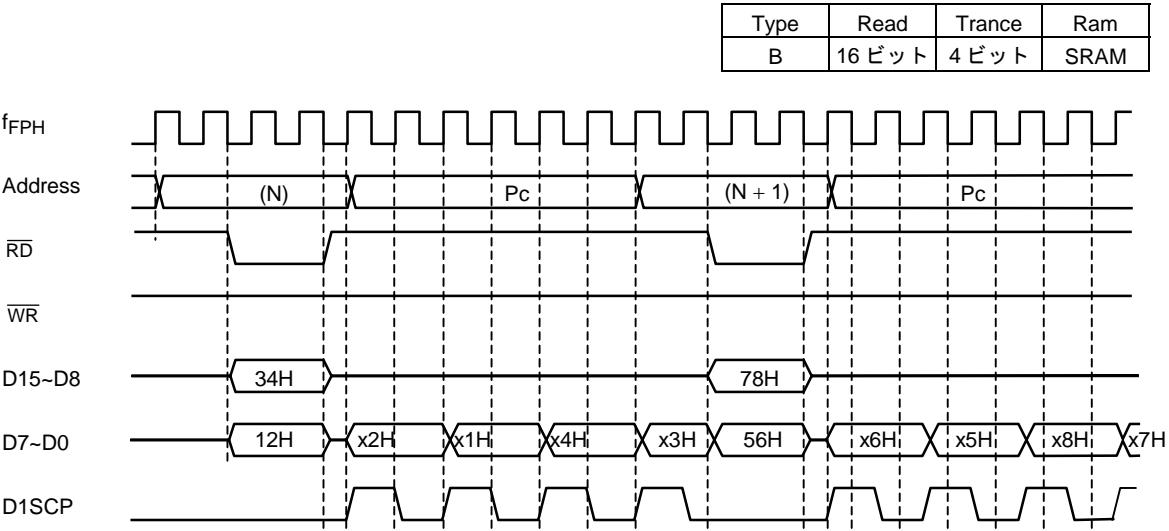 Type Read Trance Ram
B 16 ビット 4 ビット SRAM
fFPH
Address (N) Pc (N + 1) Pc
RD
WR
D15~D8 34H 78H
D7~D0 12H x2H x1H x4H x3H 56H x6H x5H x8H x7H
D1SCP